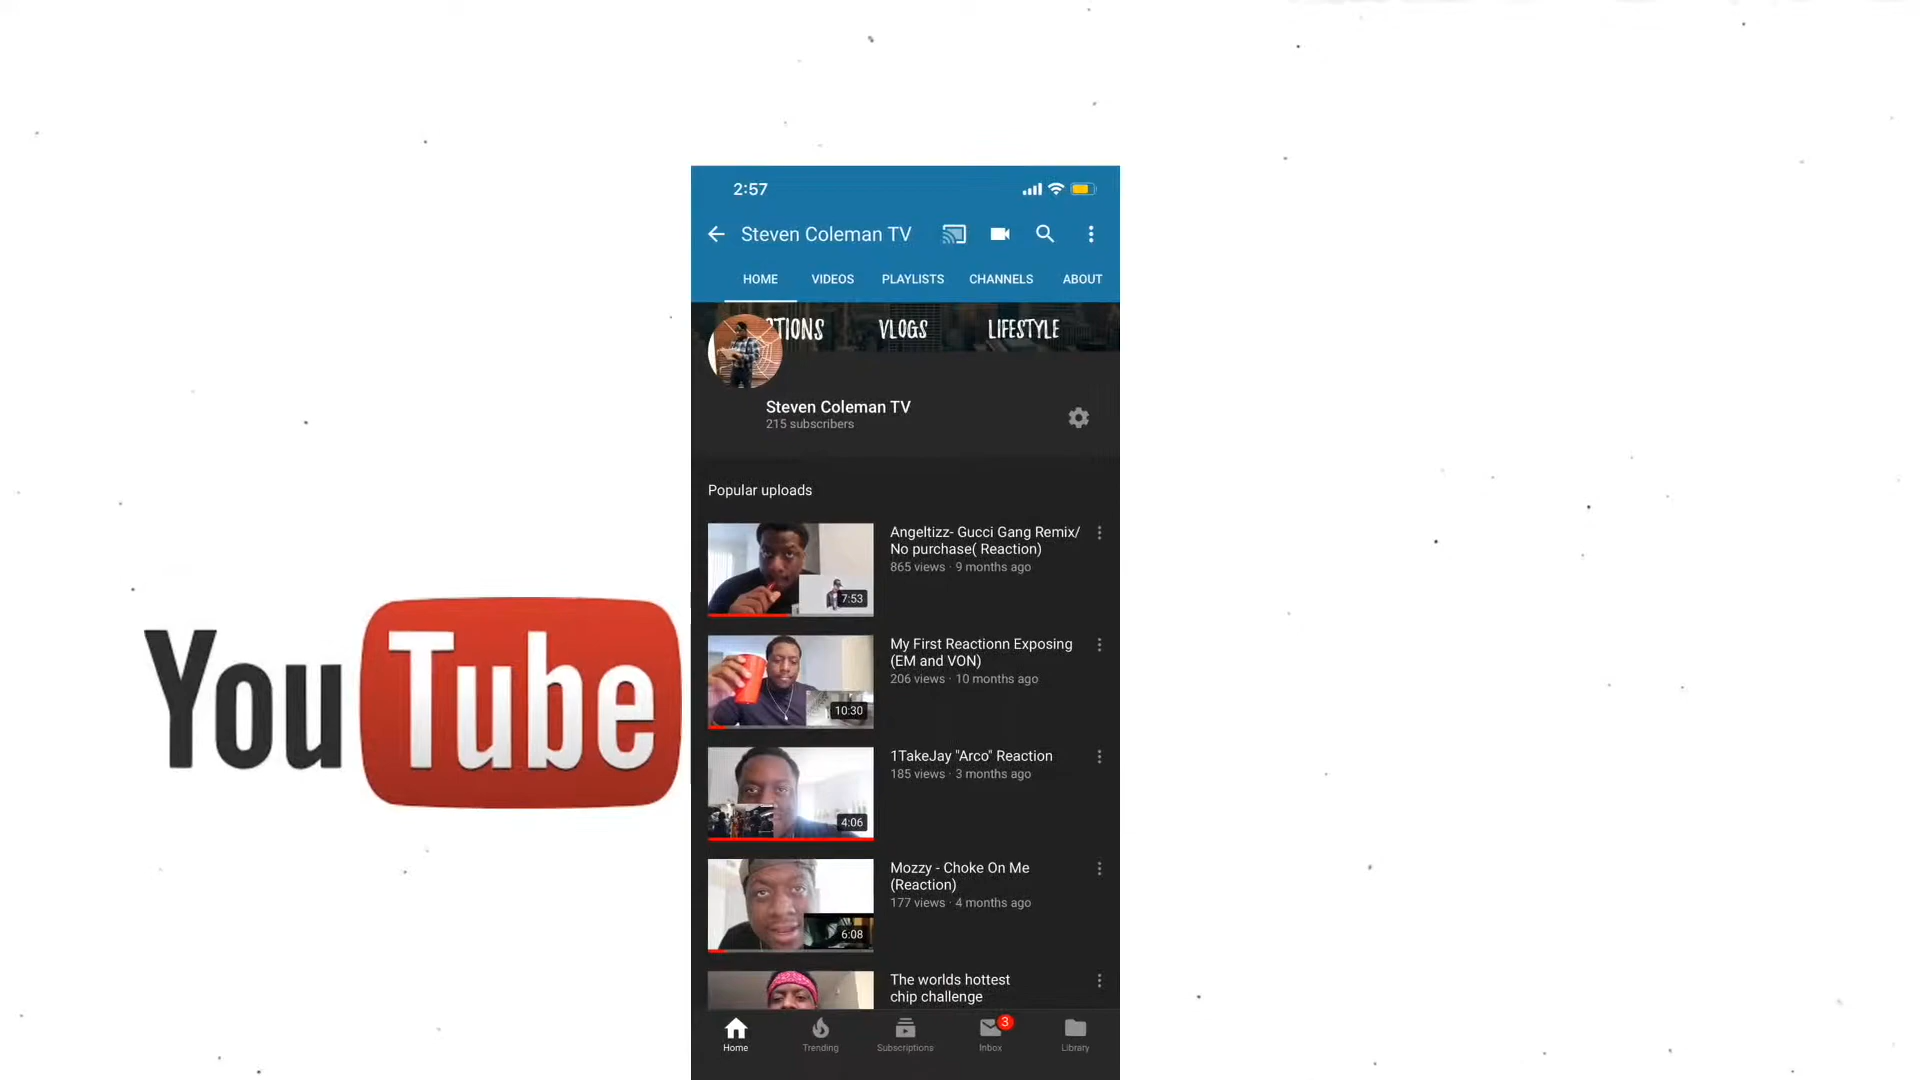 2:57
Steven Coleman TV
HOME VIDEOS PLAYLISTS CHANNELS ABOUT
VLOGS LIFESTYLE
Steven Coleman TV
215 subscribers
Popular uploads
Angeltizz- Gucci Gang Remix/
No purchase( Reaction)
865 views · 9 months ago
7:53
My First Reactionn Exposing
(EM and VON)
206 views · 10 months ago
10:30
1TakeJay "Arco" Reaction
185 views · 3 months ago
4:06
Mozzy - Choke On Me
(Reaction)
177 views · 4 months ago
6:08
The worlds hottest
chip challenge
Home Trending Subscriptions Inbox 3 Library
YouTube